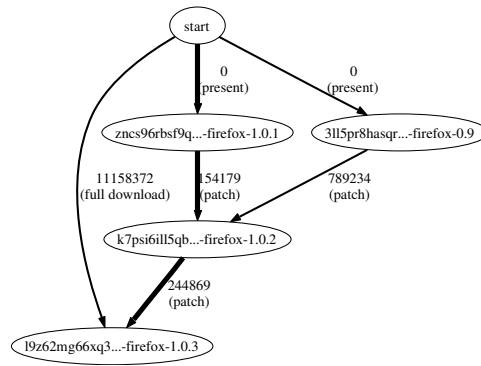 start
0
(present)
0
(present)
zncs96rbsf9q...-firefox-1.0.1
3ll5pr8hasqr...-firefox-0.9
11158372
(full download)
154179
(patch)
789234
(patch)
k7psi6ill5qb...-firefox-1.0.2
244869
(patch)
l9z62mg66xq3...-firefox-1.0.3